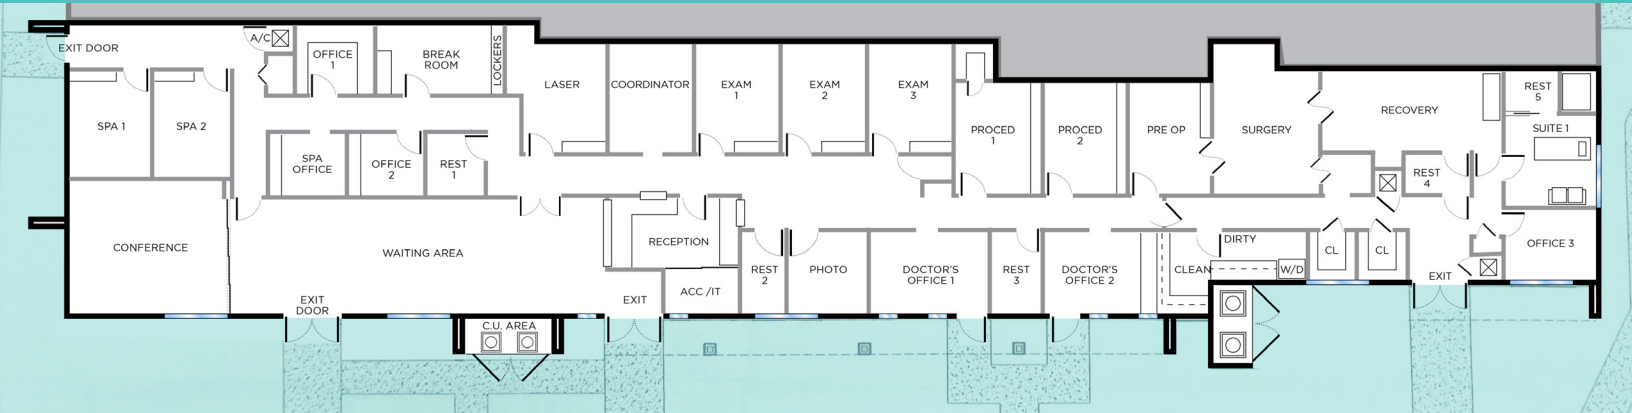 EXIT DOOR
A/C
OFFICE
1
BREAK
ROOM
LOCKERS
LASER
COORDINATOR
EXAM
1
EXAM
2
EXAM
3
SPA 1
SPA 2
SPA
OFFICE
OFFICE
2
REST
1
PROCED
1
PROCED
2
PRE OP
SURGERY
RECOVERY
REST
5
SUITE 1
REST
4
CONFERENCE
WAITING AREA
RECEPTION
ACC /IT
REST
2
PHOTO
DOCTOR'S
OFFICE 1
REST
3
DOCTOR'S
OFFICE 2
CLEAN
DIRTY
W/D
CL
CL
EXIT
OFFICE 3
EXIT
DOOR
C.U. AREA
EXIT